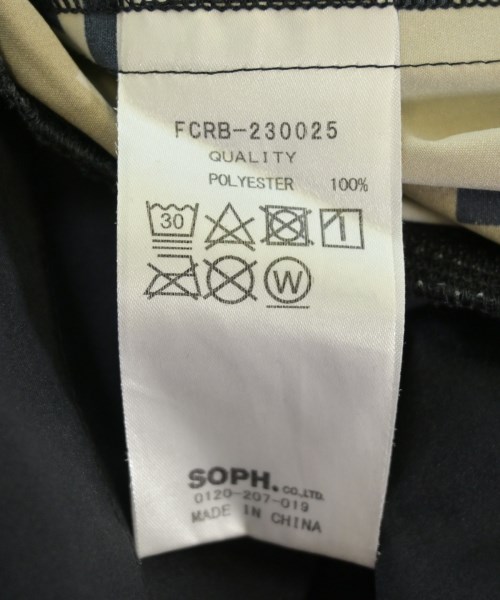 FCRB-230025
QUALITY
POLYESTER 100%
30
W
SOPH. CO.,LTD.
0120-207-019
MADE IN CHINA